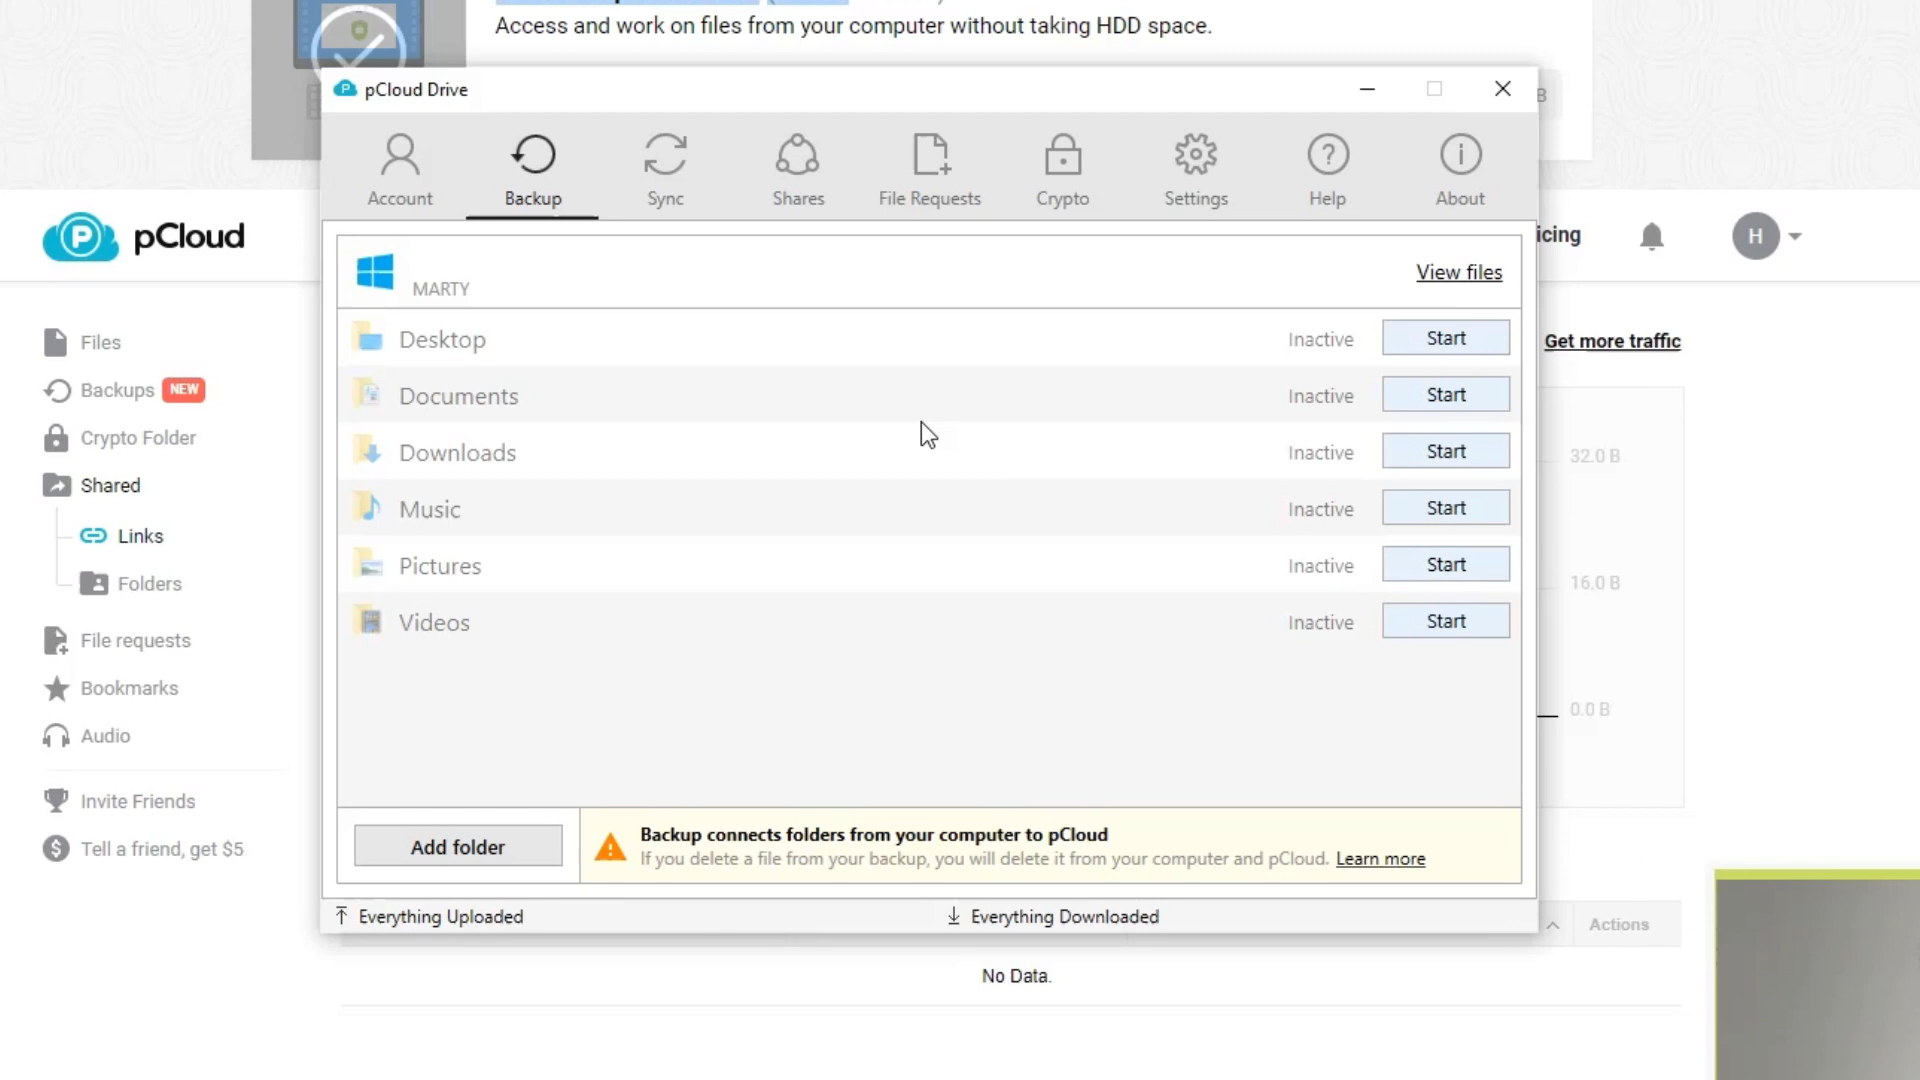 Access and work on files from your computer without taking HDD space.
pCloud Drive
B
Account
Backup
Sync
Shares
File Requests
Crypto
Settings
? Help
i About
P pCloud
icing
H
MARTY
View files
Files
Desktop
Inactive
Start
Get more traffic
Backups NEW
Documents
Inactive
Start
Crypto Folder
Downloads
Inactive
Start
32.0 B
Shared
Music
Inactive
Start
Links
Pictures
Inactive
Start
16.0 B
Folders
Videos
Inactive
Start
File requests
Bookmarks
0.0 B
Audio
Invite Friends
$ Tell a friend, get $5
Add folder
Backup connects folders from your computer to pCloud
If you delete a file from your backup, you will delete it from your computer and pCloud. Learn more
Everything Uploaded
Everything Downloaded
Actions
No Data.